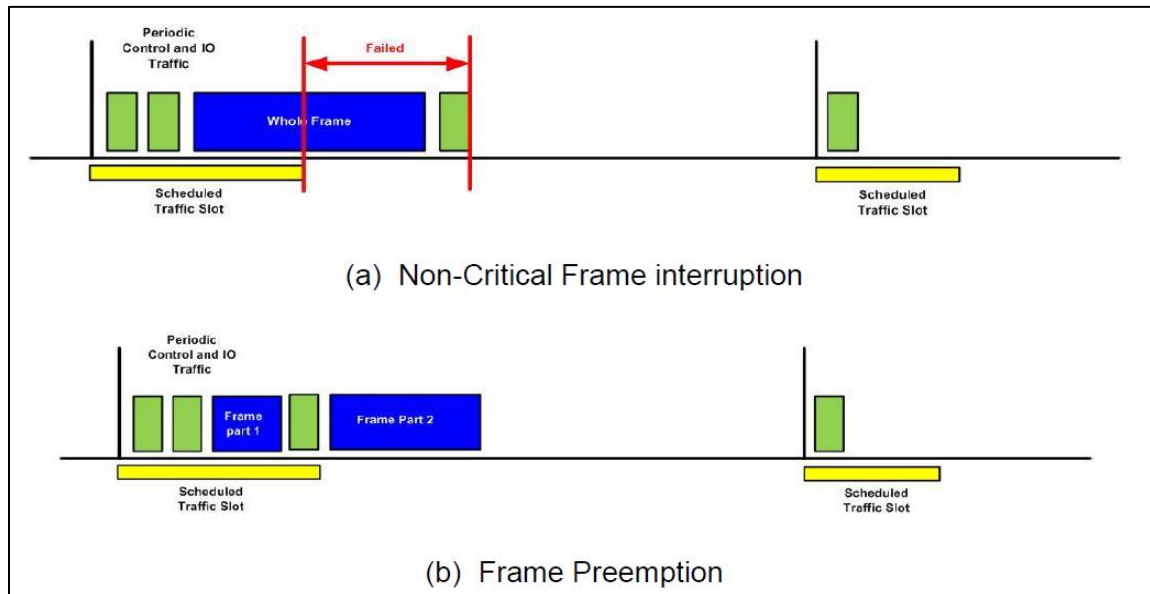 Periodic
Control and IO
Traffic
Failed
Whole Frame
Scheduled
Traffic Slot
Scheduled
Traffic Slot
(a) Non-Critical Frame interruption
Periodic
Control and IO
Traffic
Frame
part 1
Frame Part 2
Scheduled
Traffic Slot
Scheduled
Traffic Slot
(b) Frame Preemption